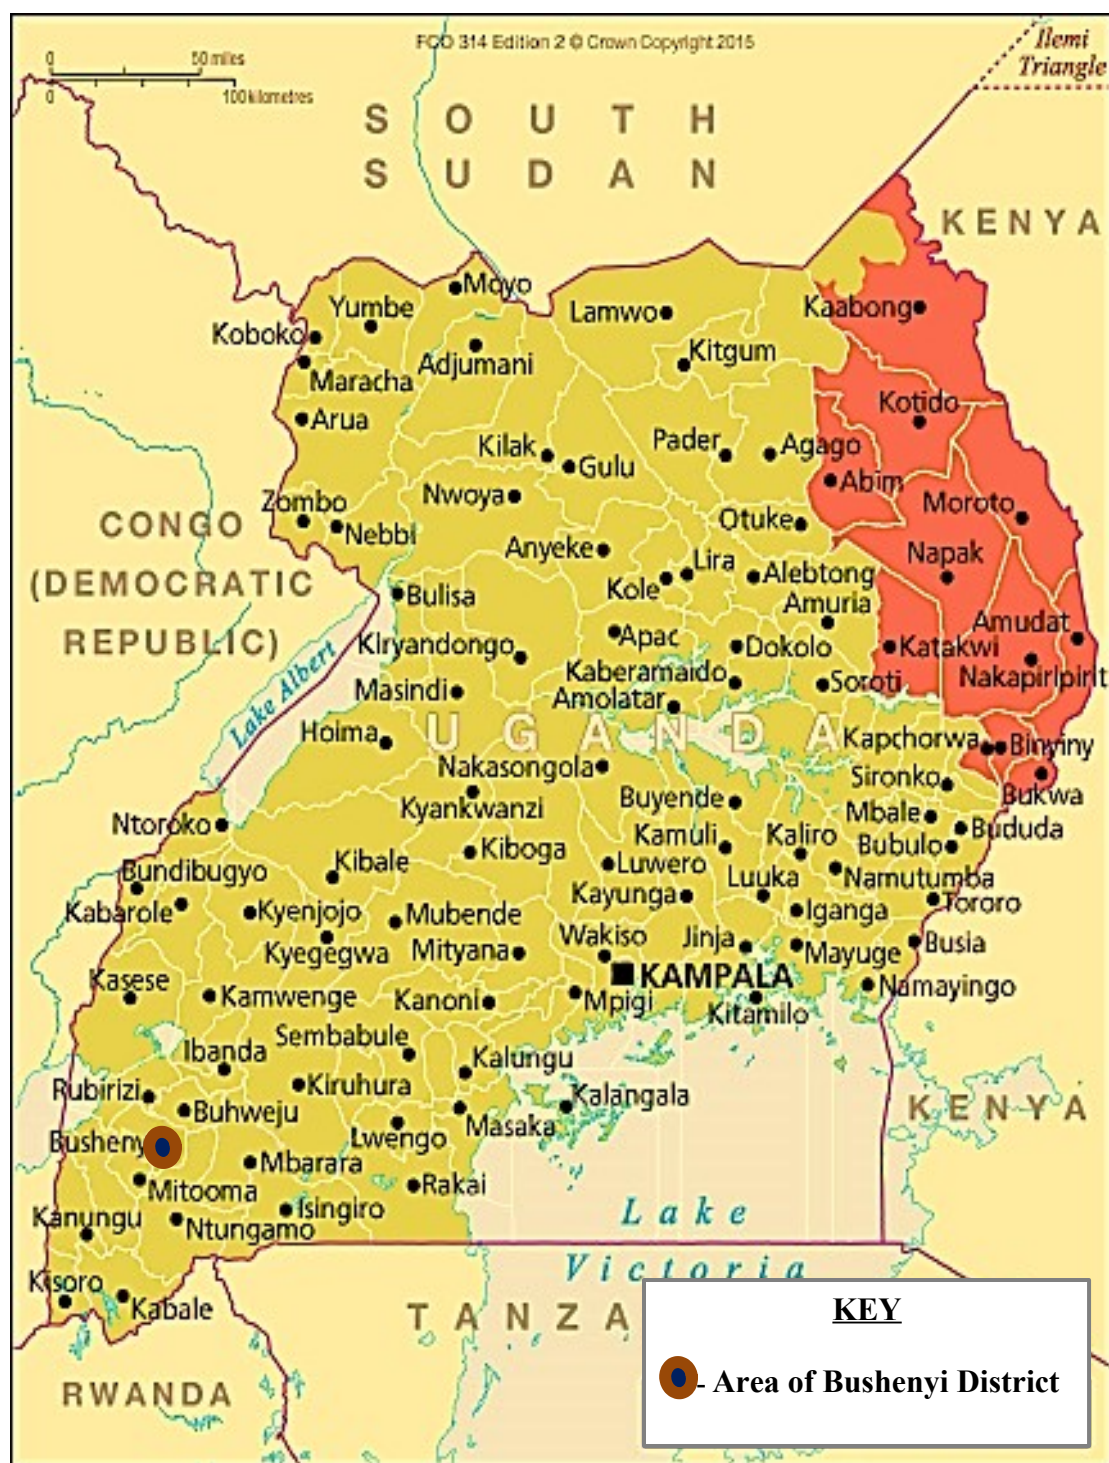 FCO 314 Edition 2 © Crown Copyright 2015
Ilemi
Triangle
0 50 miles
0 100 kilometres
SOUTH
SUDAN
KENYA
Moyo
Yumbe
Lamwo
Kaabong
Koboko
Adjumani
Kitgum
Maracha
Arua
Kotido
Kilak
Gulu
Pader
Agago
Abim
Nwoya
Moroto
Zombo
Nebbi
Otuke
CONGO
(DEMOCRATIC
REPUBLIC)
Anyeke
Lira
Napak
Kole
Alebtong
Bulisa
Amuria
Amudat
Kiryandongo
Apac
Dokolo
Katakwi
Kaberamaido
Nakapiripirit
Lake Albert
Masindi
Amolatar
Soroti
UGANDA
Hoima
Kapchorwa
Binyiny
Nakasongola
Sironko
Bukwa
Kyankwanzi
Buyende
Mbale
Bududa
Ntoroko
Kamuli
Kaliro
Bubulo
Kibale
Kiboga
Luwero
Bundibugyo
Luuka
Namutumba
Kayunga
Tororo
Kabarole
Kyenjojo
Mubende
Iganga
Wakiso
Jinja
Busia
Kyegegwa
Mityana
Mayuge
KAMPALA
Kasese
Kamwenge
Kanoni
Mpigi
Kitamilo
Namayingo
Sembabule
Ibanda
Kalungu
Rubirizi
Kiruhura
Kalangala
Buhweju
KENYA
Masaka
Lwengo
Busheny
Mbarara
Mitooma
Rakai
Isingiro
Kanungu
Ntungamo
Lake
Victoria
Kisoro
Kabale
TANZA
RWANDA
KEY
- Area of Bushenyi District